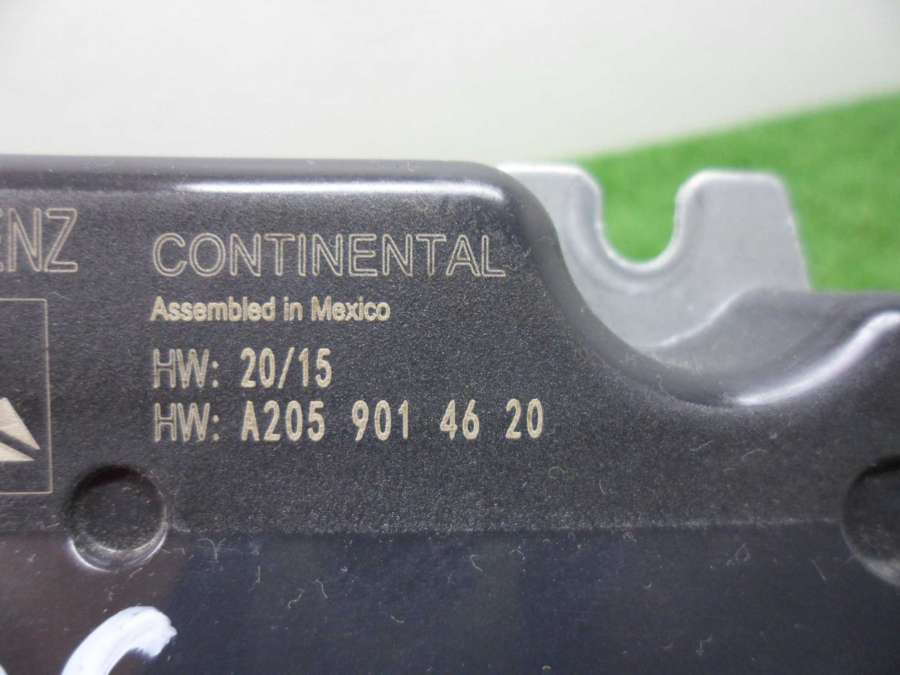 ENZ
CONTINENTAL
Assembled in Mexico
HW: 20/15
HW: A205 901 46 20